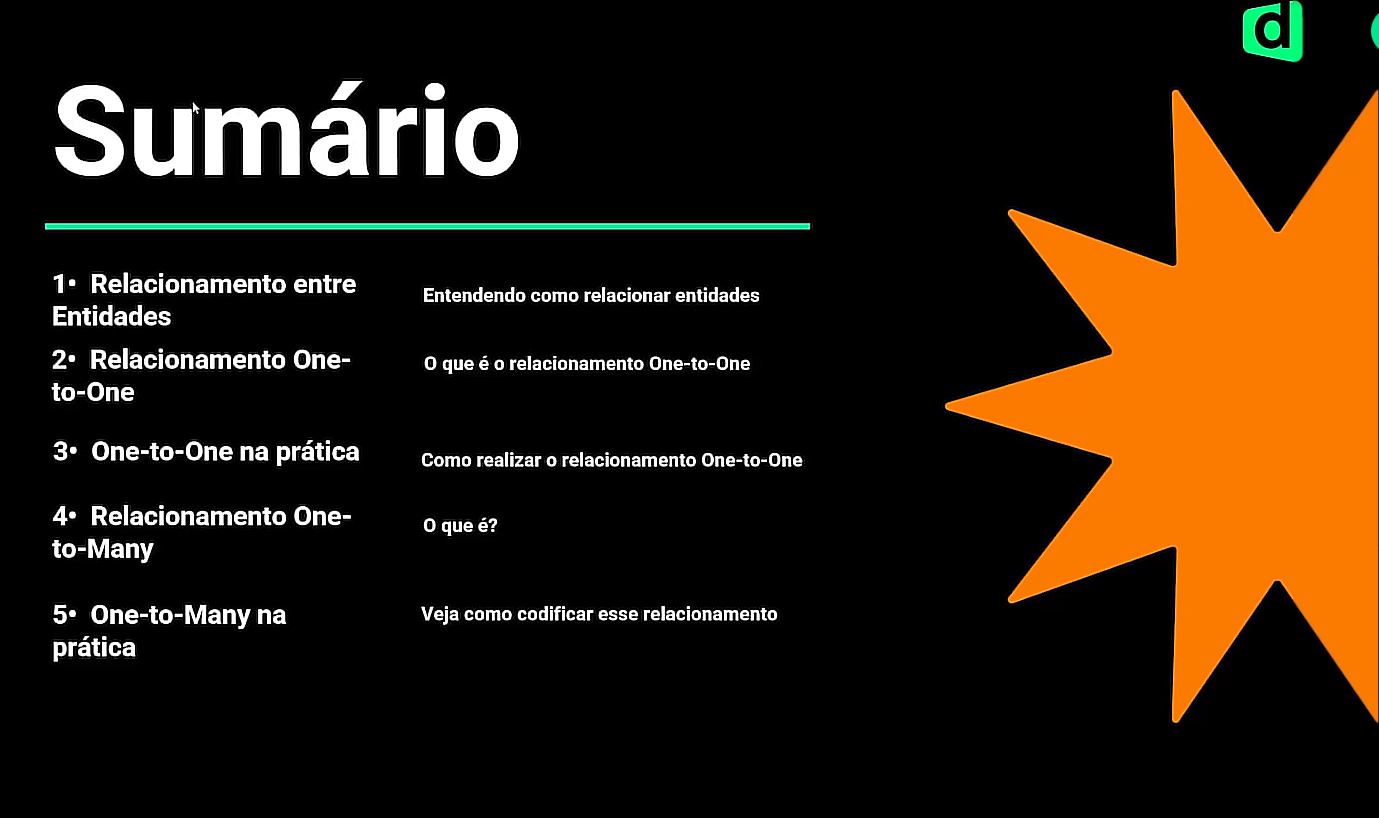 d
Sumário
1• Relacionamento entre
Entidades
Entendendo como relacionar entidades
2• Relacionamento One-
to-One
O que é o relacionamento One-to-One
3• One-to-One na prática
Como realizar o relacionamento One-to-One
4• Relacionamento One-
to-Many
O que é?
5• One-to-Many na
prática
Veja como codificar esse relacionamento